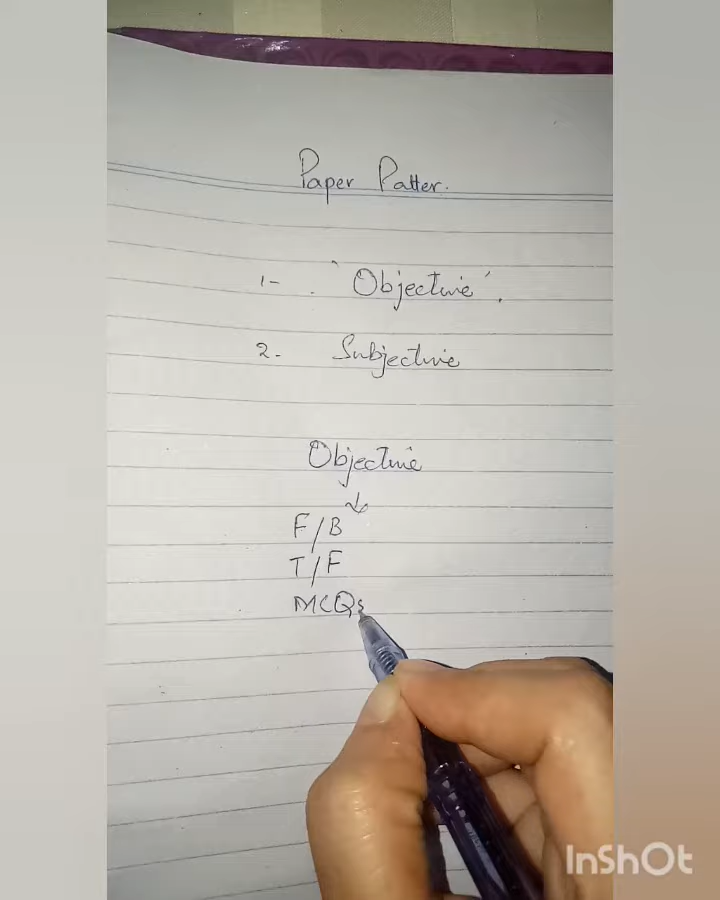 Paper Patter.
1- . "Objective".
2- Subjective
Objective
↓
F/B
T/F
MCQs
InShOt